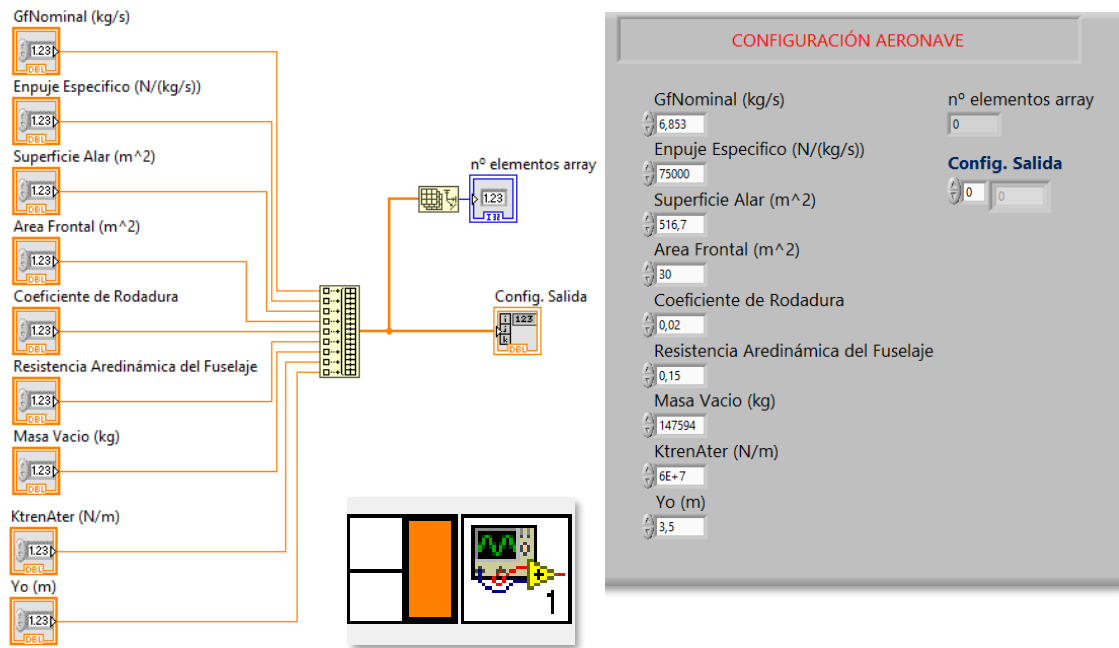 GfNominal (kg/s)
1.23
DBL
Enpuje Especifico (N/(kg/s))
1.23
DBL
Superficie Alar (m^2)
1.23
DBL
Area Frontal (m^2)
1.23
DBL
Coeficiente de Rodadura
1.23
DBL
Resistencia Aredinámica del Fuselaje
1.23
DBL
Masa Vacio (kg)
1.23
DBL
KtrenAter (N/m)
1.23
DBL
Yo (m)
1.23
DBL
nº elementos array
1.23
I32
Config. Salida
i 123
j
k
DBL
1
CONFIGURACIÓN AERONAVE
GfNominal (kg/s)
6,853
Enpuje Especifico (N/(kg/s))
75000
Superficie Alar (m^2)
516,7
Area Frontal (m^2)
30
Coeficiente de Rodadura
0,02
Resistencia Aredinámica del Fuselaje
0,15
Masa Vacio (kg)
147594
KtrenAter (N/m)
6E+7
Yo (m)
3,5
nº elementos array
0
Config. Salida
0 0